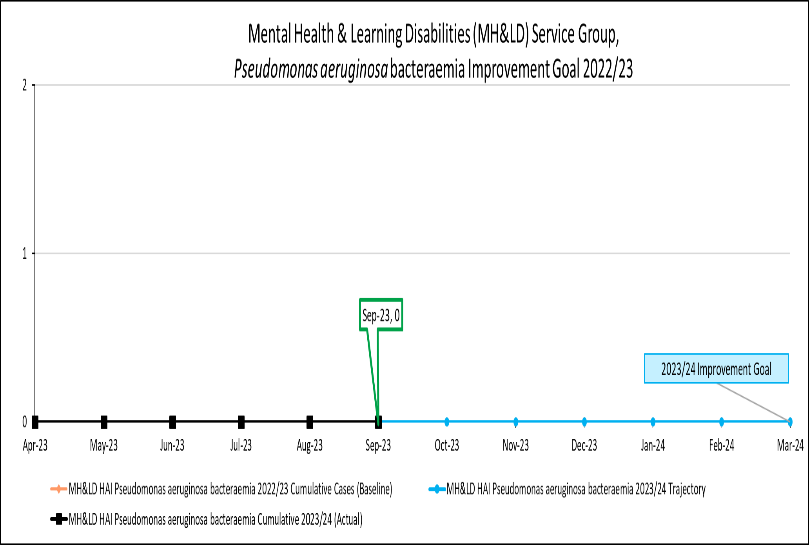 Mental Health & Learning Disabilities (MH&LD) Service Group,
Pseudomonas aeruginosa bacteraemia Improvement Goal 2022/23
2
1
Sep-23, 0
2023/24 Improvement Goal
0
Apr-23 May-23 Jun-23 Jul-23 Aug-23 Sep-23 Oct-23 Nov-23 Dec-23 Jan-24 Feb-24 Mar-24
MH&LD HAI Pseudomonas aeruginosa bacteraemia 2022/23 Cumulative Cases (Baseline) MH&LD HAI Pseudomonas aeruginosa bacteraemia 2023/24 Trajectory
MH&LD HAI Pseudomonas aeruginosa bacteraemia Cumulative 2023/24 (Actual)